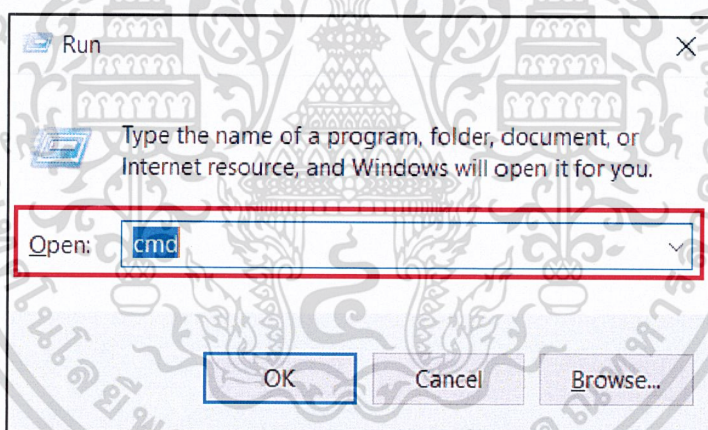 Run
Type the name of a program, folder, document, or
Internet resource, and Windows will open it for you.
Open: cmd
OK Cancel Browse...